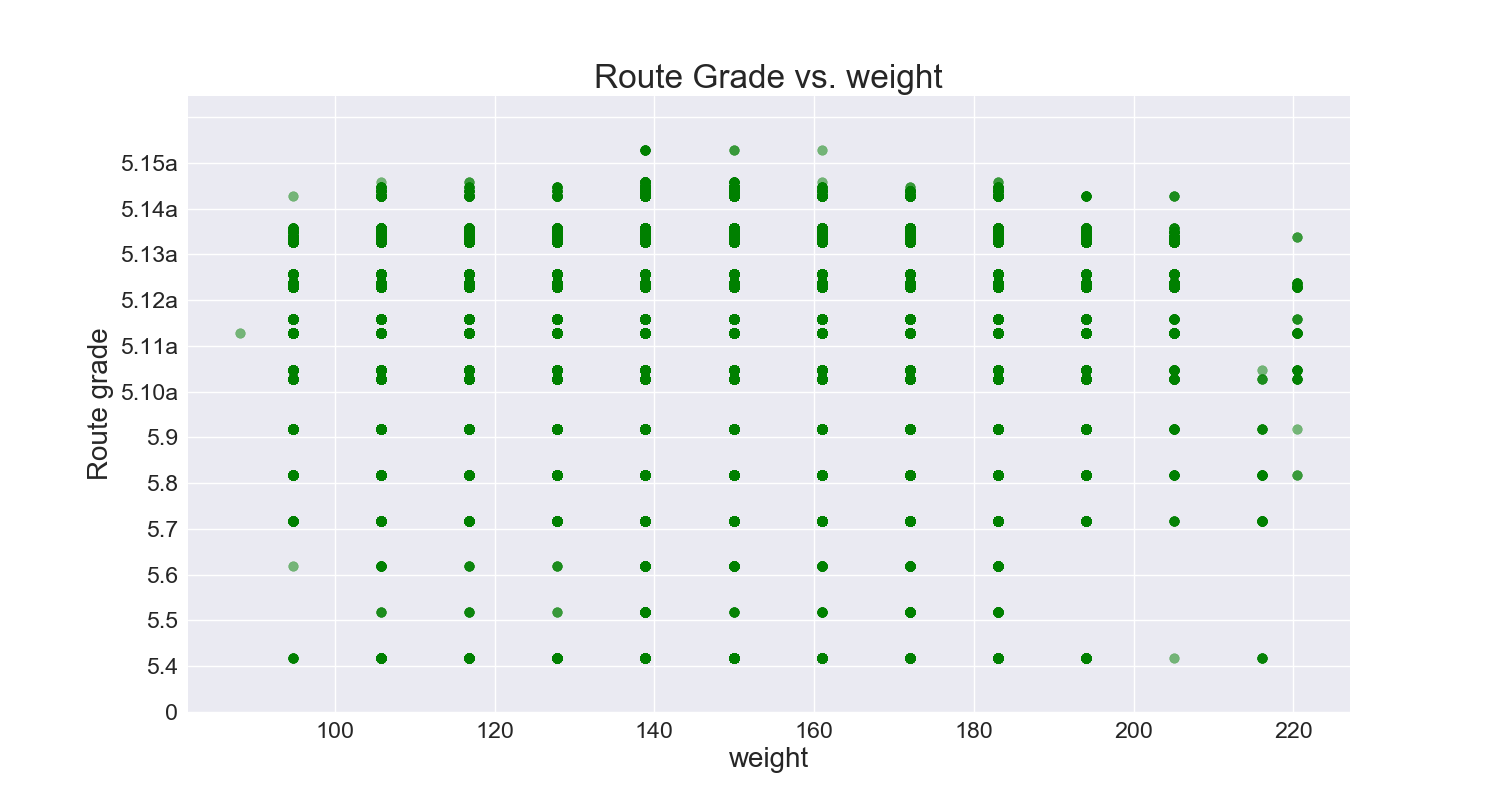 Route Grade vs. weight
5.15a
5.14a
5.13a
5.12a
5.11a
5.10a
5.9
5.8
5.7
5.6
5.5
5.4
0
Route grade
100 120 140 160 180 200 220
weight